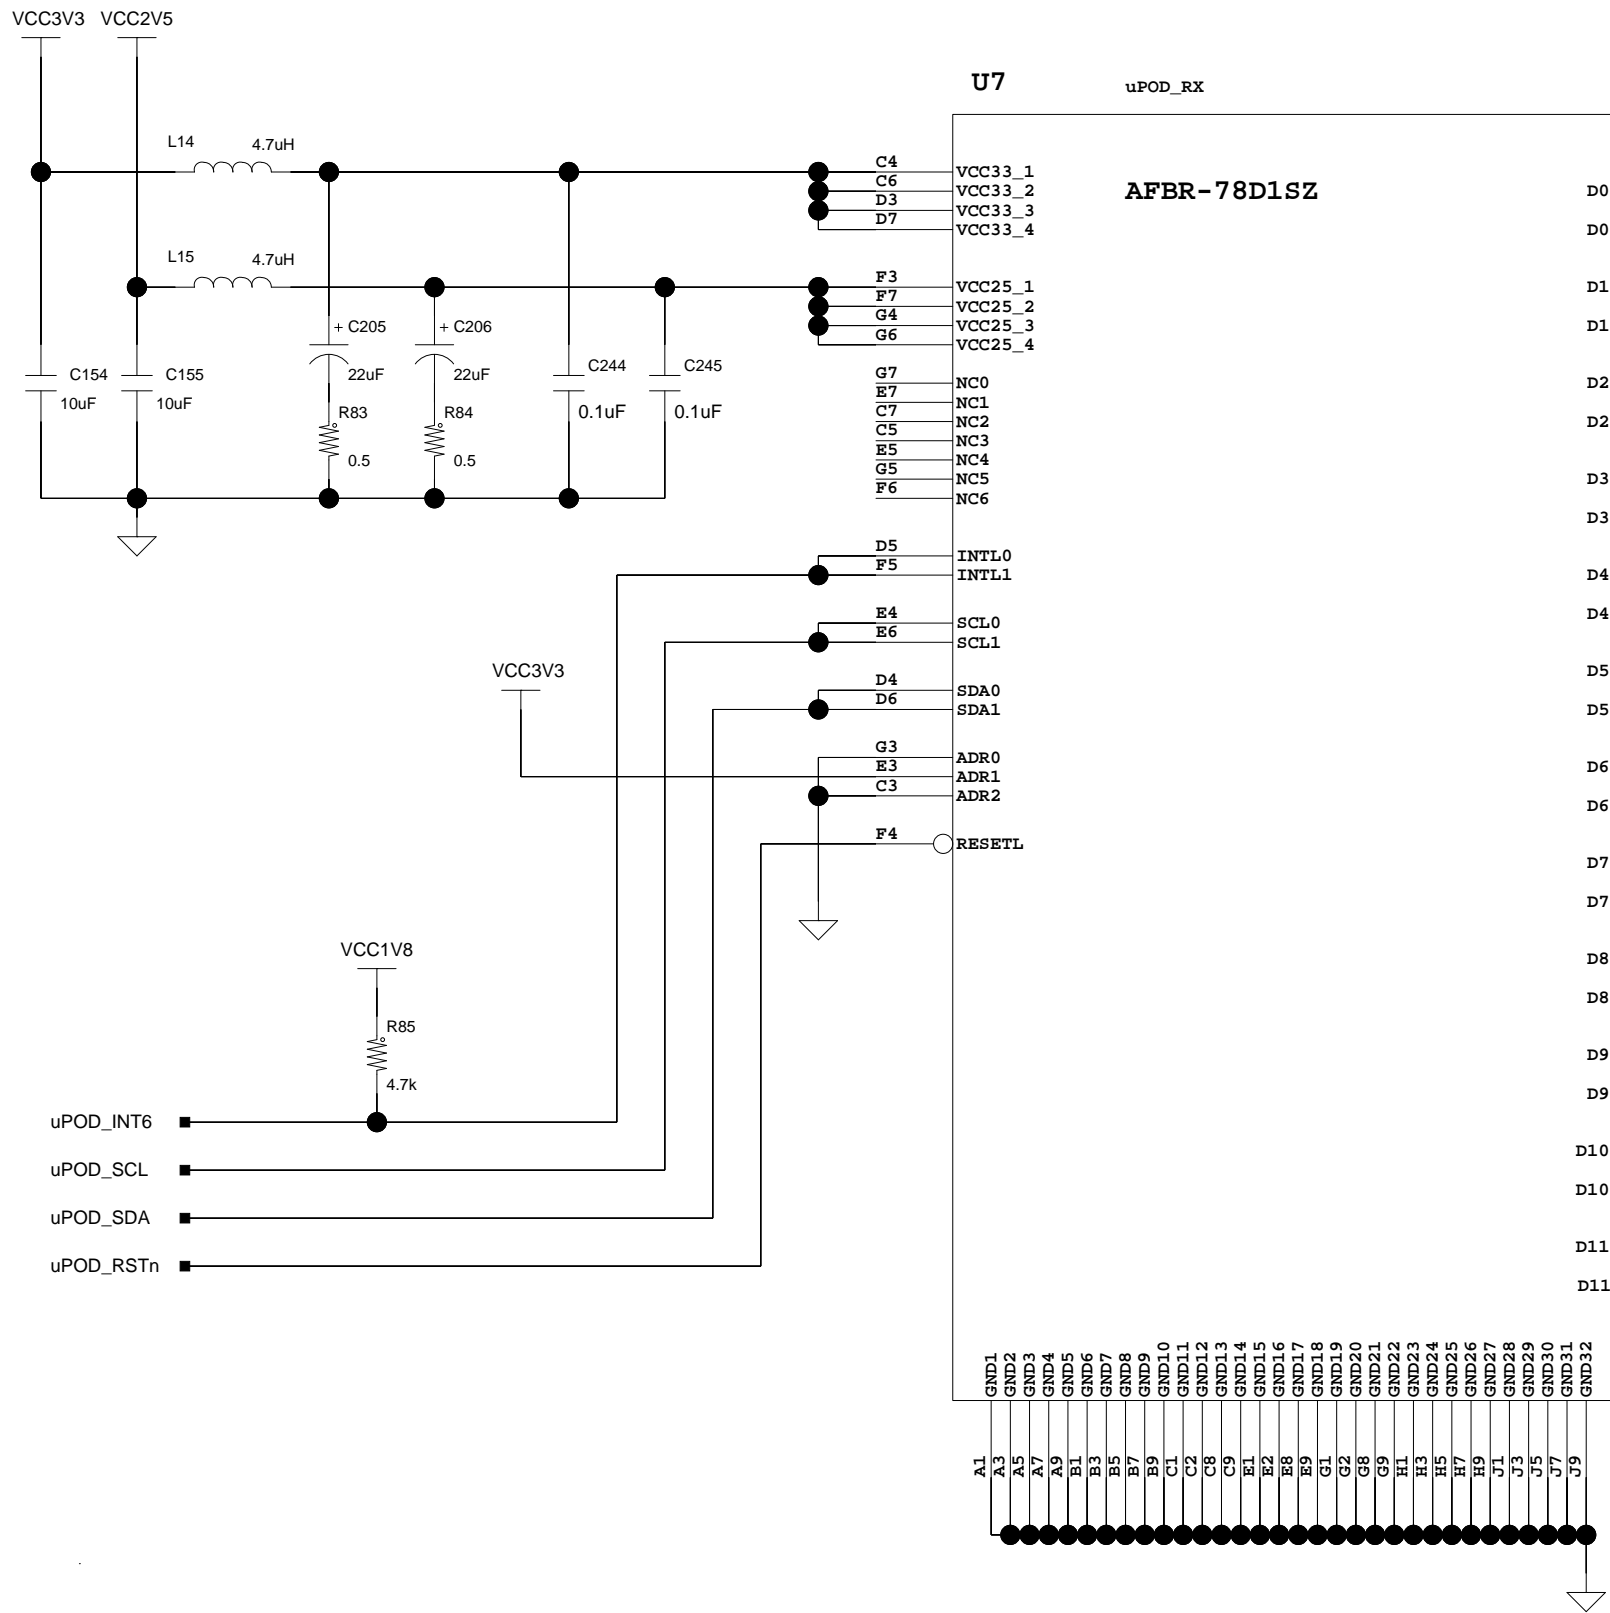 VCC3V3 VCC2V5
U7 uPOD_RX
AFBR-78D1SZ
L14 4.7uH
L15 4.7uH
+ C205
22uF
+ C206
22uF
C154
10uF
C155
10uF
R83
0.5
R84
0.5
C244
0.1uF
C245
0.1uF
C4 VCC33_1
C6 VCC33_2
D3 VCC33_3
D7 VCC33_4
F3 VCC25_1
F7 VCC25_2
G4 VCC25_3
G6 VCC25_4
G7 NC0
E7 NC1
C7 NC2
C5 NC3
E5 NC4
G5 NC5
F6 NC6
D5 INTL0
F5 INTL1
E4 SCL0
E6 SCL1
D4 SDA0
D6 SDA1
VCC3V3
G3 ADR0
E3 ADR1
C3 ADR2
F4 RESETL
VCC1V8
R85
4.7k
uPOD_INT6
uPOD_SCL
uPOD_SDA
uPOD_RSTn
D0
D0
D1
D1
D2
D2
D3
D3
D4
D4
D5
D5
D6
D6
D7
D7
D8
D8
D9
D9
D10
D10
D11
D11
GND1 GND2 GND3 GND4 GND5 GND6 GND7 GND8 GND9 GND10 GND11 GND12 GND13 GND14 GND15 GND16 GND17 GND18 GND19 GND20 GND21 GND22 GND23 GND24 GND25 GND26 GND27 GND28 GND29 GND30 GND31 GND32
A1 A3 A5 A7 A9 B1 B3 B5 B7 B9 C1 C2 C8 C9 E1 E2 E8 E9 G1 G2 G8 G9 H1 H3 H5 H7 H9 J1 J3 J5 J7 J9